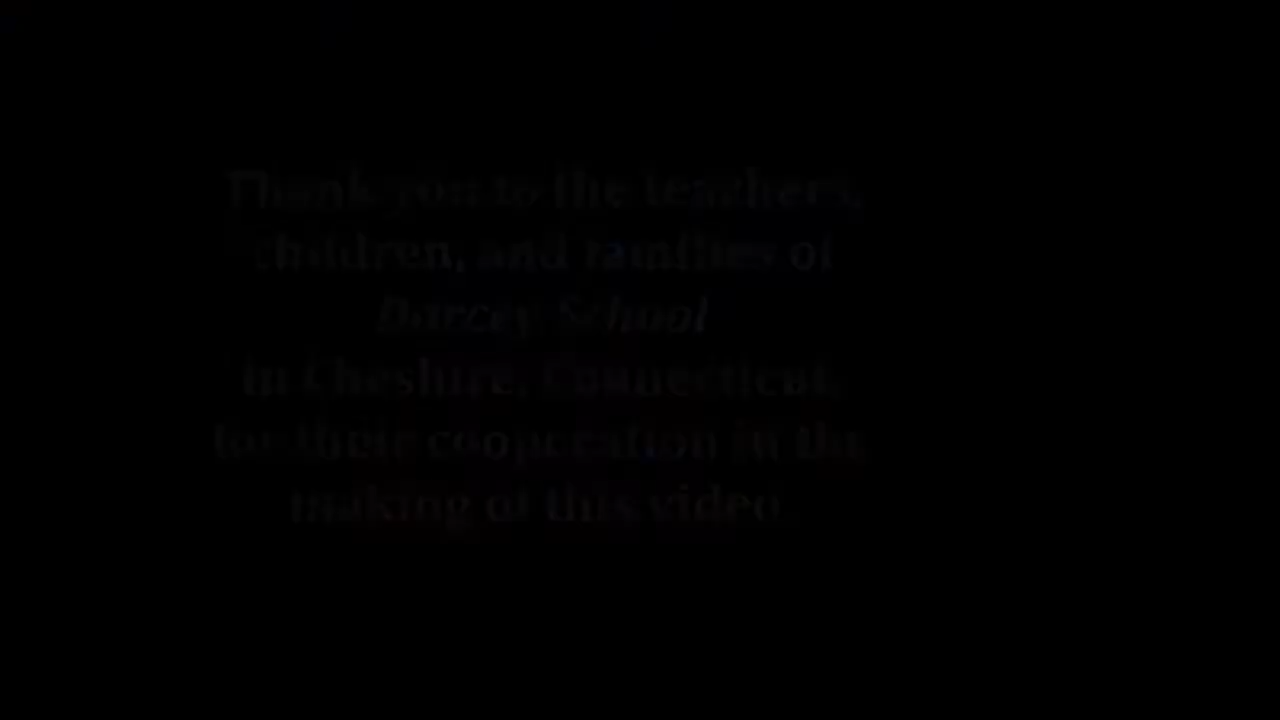 Thank you to the teachers,
children, and families of
Darcey School
in Cheshire, Connecticut,
for their cooperation in the
making of this video.